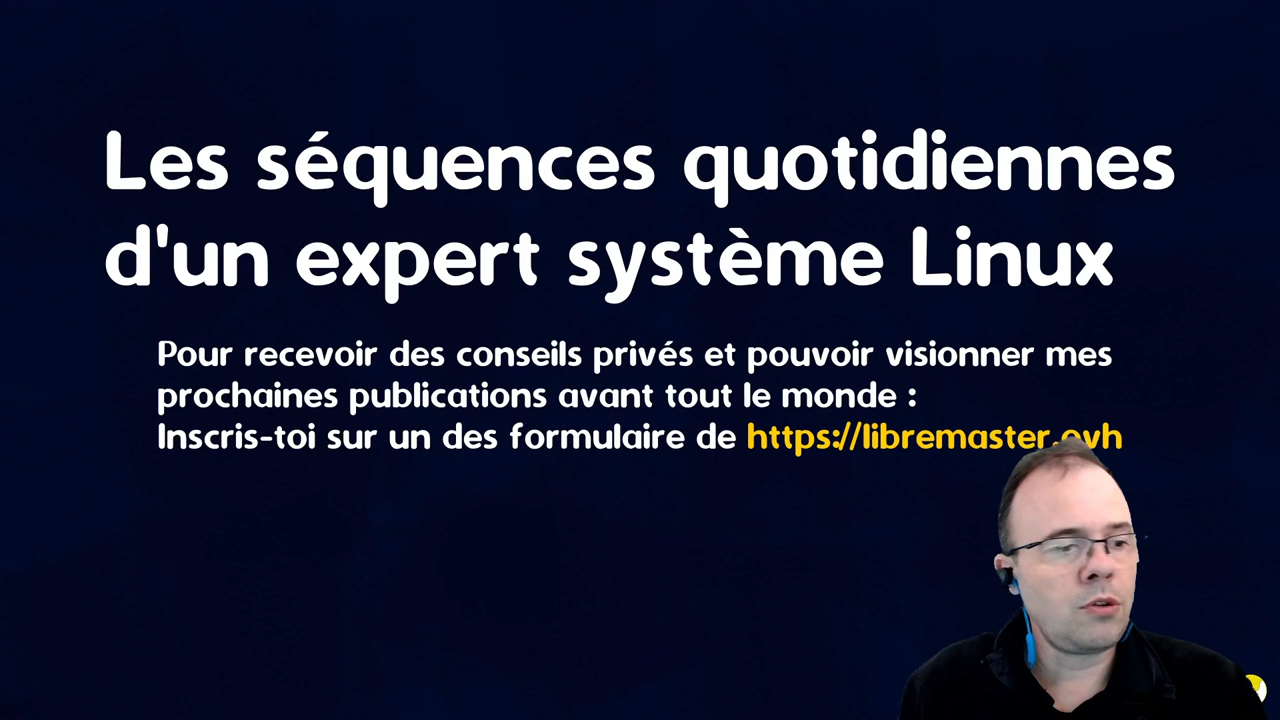 Les séquences quotidiennes
d'un expert système Linux
Pour recevoir des conseils privés et pouvoir visionner mes
prochaines publications avant tout le monde :
Inscris-toi sur un des formulaire de https://libremaster.ovh